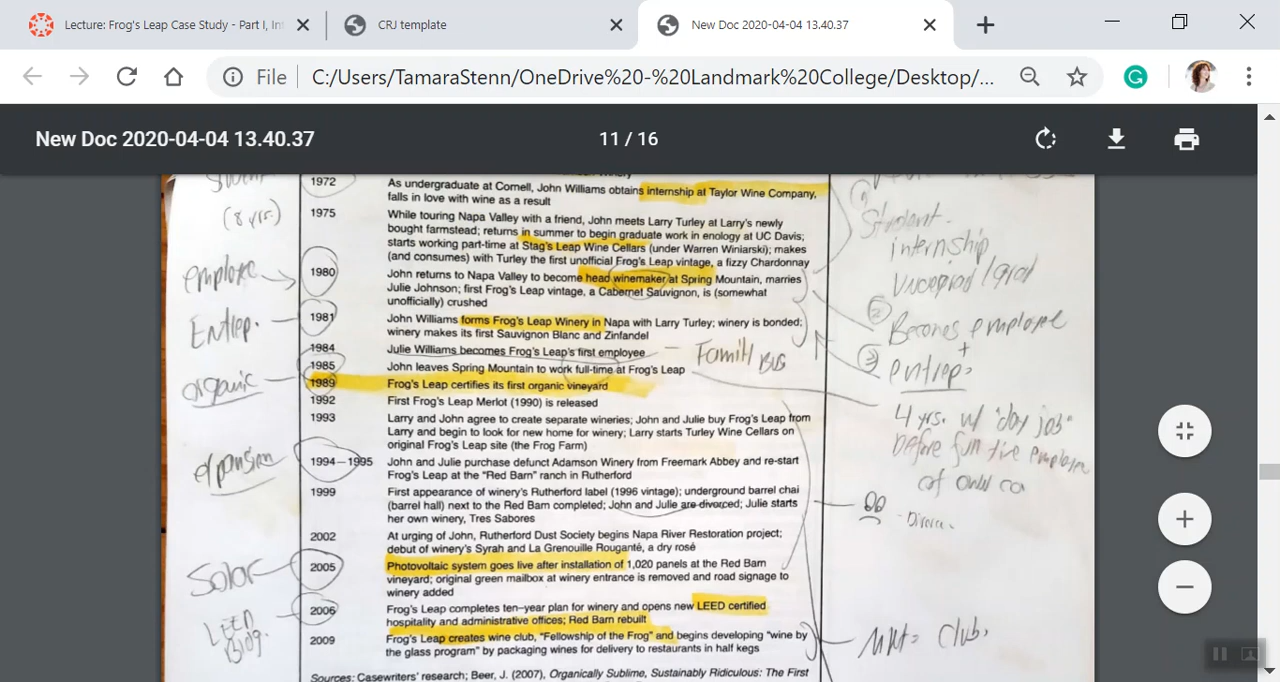 Lecture: Frog's Leap Case Study - Part I, Int
CRJ template
New Doc 2020-04-04 13.40.37
File
C:/Users/TamaraStenn/OneDrive%20-%20Landmark%20College/Desktop/...
New Doc 2020-04-04 13.40.37
11 / 16
(8 yrs.)
1972 As undergraduate at Cornell, John Williams obtains internship at Taylor Wine Company,
falls in love with wine as a result
1975 While touring Napa Valley with a friend, John meets Larry Turley at Larry's newly
bought farmstead; returns in summer to begin graduate work in enology at UC Davis;
starts working part-time at Stag's Leap Wine Cellars (under Warren Winiarski); makes
(and consumes) with Turley the first unofficial Frog's Leap vintage, a fizzy Chardonnay
employee
1980 John returns to Napa Valley to become head winemaker at Spring Mountain, marries
Julie Johnson; first Frog's Leap vintage, a Cabernet Sauvignon, is (somewhat
unofficially) crushed
Entrep.
1981 John Williams forms Frog's Leap Winery in Napa with Larry Turley; winery is bonded;
winery makes its first Sauvignon Blanc and Zinfandel
1984 Julie Williams becomes Frog's Leap's first employee
Family Bus
1985 John leaves Spring Mountain to work full-time at Frog's Leap
organic
1989 Frog's Leap certifies its first organic vineyard
1992 First Frog's Leap Merlot (1990) is released
1993 Larry and John agree to create separate wineries; John and Julie buy Frog's Leap from
Larry and begin to look for new home for winery; Larry starts Turley Wine Cellars on
original Frog's Leap site (the Frog Farm)
expansion
1994–1995 John and Julie purchase defunct Adamson Winery from Freemark Abbey and re-start
Frog's Leap at the "Red Barn" ranch in Rutherford
1999 First appearance of winery's Rutherford label (1996 vintage); underground barrel chai
(barrel hall) next to the Red Barn completed; John and Julie are divorced; Julie starts
her own winery, Tres Sabores
2002 At urging of John, Rutherford Dust Society begins Napa River Restoration project;
debut of winery's Syrah and La Grenouille Rouganté, a dry rosé
Solar
2005 Photovoltaic system goes live after installation of 1,020 panels at the Red Barn
vineyard; original green mailbox at winery entrance is removed and road signage to
winery added
LEED
Bldg.
2006 Frog's Leap completes ten-year plan for winery and opens new LEED certified
hospitality and administrative offices; Red Barn rebuilt
2009 Frog's Leap creates wine club, "Fellowship of the Frog" and begins developing "wine by
the glass program" by packaging wines for delivery to restaurants in half kegs
Sources: Casewriters' research; Beer, J. (2007), Organically Sublime, Sustainably Ridiculous: The First
Student -
internship
Undergrad/grad
② Becomes employee
+
③ entrep.
4 yrs. w/ "day job"
before full time employee
of own co
- Divorce
Mkt= Club.